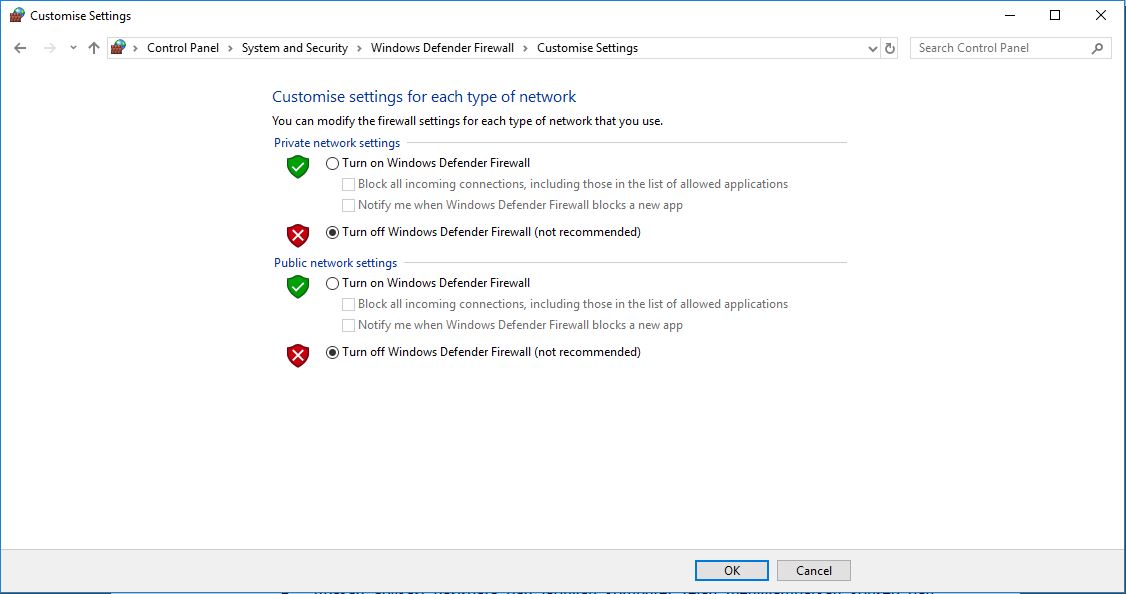 Customise Settings
Control Panel
System and Security
Windows Defender Firewall
Customise Settings
Search Control Panel
Customise settings for each type of network
You can modify the firewall settings for each type of network that you use.
Private network settings
Turn on Windows Defender Firewall
Block all incoming connections, including those in the list of allowed applications
Notify me when Windows Defender Firewall blocks a new app
Turn off Windows Defender Firewall (not recommended)
Public network settings
Turn on Windows Defender Firewall
Block all incoming connections, including those in the list of allowed applications
Notify me when Windows Defender Firewall blocks a new app
Turn off Windows Defender Firewall (not recommended)
OK
Cancel